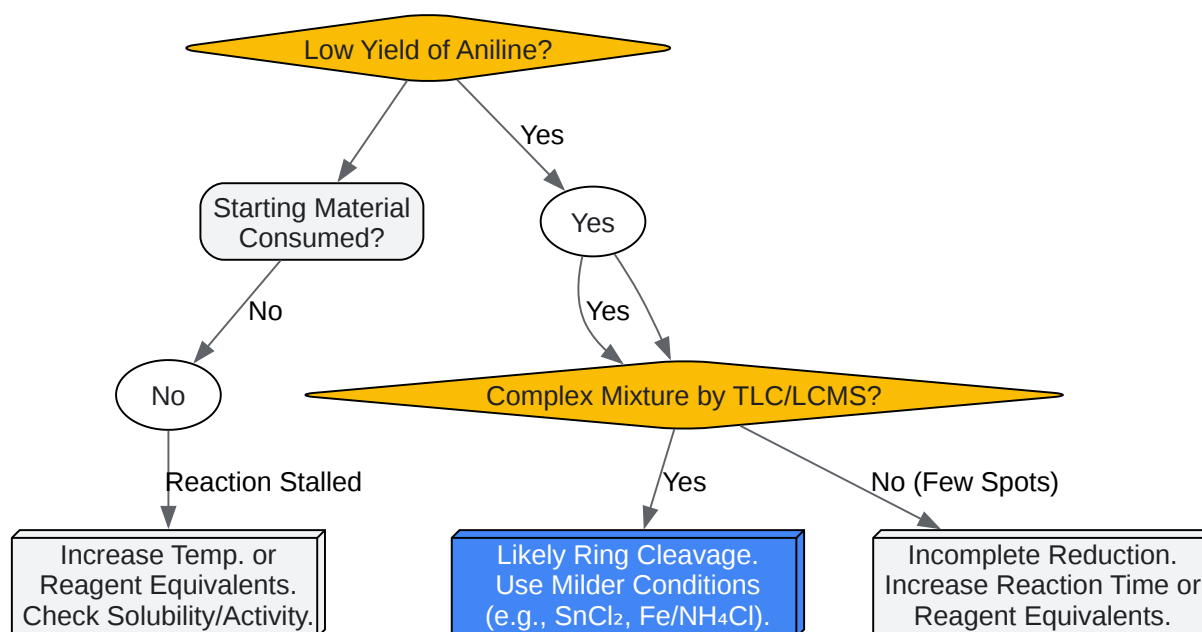 Low Yield of Aniline?
Yes
Starting Material
Consumed?
Yes
No
Yes
No
Complex Mixture by TLC/LCMS?
Reaction Stalled
Yes
No (Few Spots)
Increase Temp. or
Reagent Equivalents.
Check Solubility/Activity.
Likely Ring Cleavage.
Use Milder Conditions
(e.g., SnCl₂, Fe/NH₄Cl).
Incomplete Reduction.
Increase Reaction Time or
Reagent Equivalents.